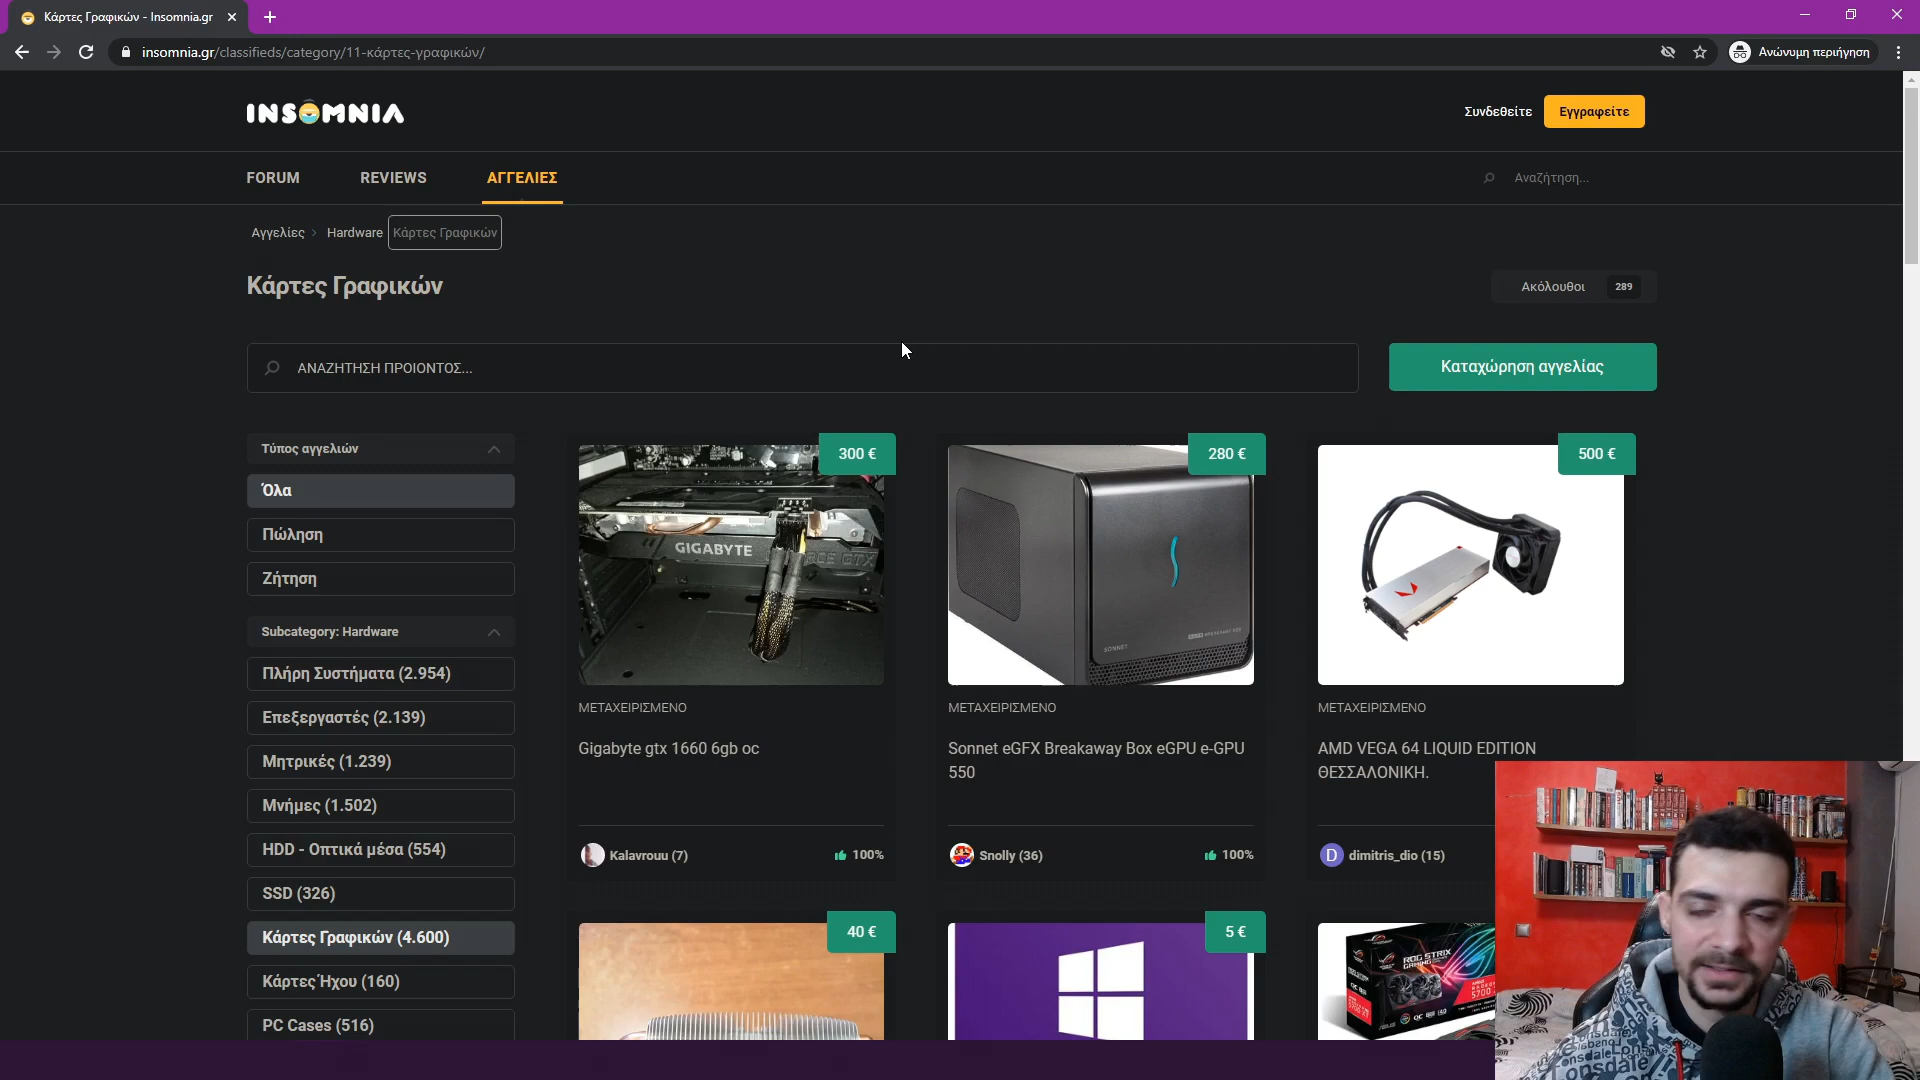 Κάρτες Γραφικών - Insomnia.gr
insomnia.gr/classifieds/category/11-κάρτες-γραφικών/
Ανώνυμη περιήγηση
INSOMNIA
Συνδεθείτε
Εγγραφείτε
FORUM
REVIEWS
ΑΓΓΕΛΙΕΣ
Αναζήτηση...
Αγγελίες
Hardware
Κάρτες Γραφικών
Κάρτες Γραφικών
Ακόλουθοι 289
ΑΝΑΖΗΤΗΣΗ ΠΡΟΙΟΝΤΟΣ...
Καταχώρηση αγγελίας
Τύπος αγγελιών
Όλα
Πώληση
Ζήτηση
Subcategory: Hardware
Πλήρη Συστήματα (2.954)
Επεξεργαστές (2.139)
Μητρικές (1.239)
Μνήμες (1.502)
HDD - Οπτικά μέσα (554)
SSD (326)
Κάρτες Γραφικών (4.600)
Κάρτες Ήχου (160)
PC Cases (516)
300 €
GIGABYTE
ΜΕΤΑΧΕΙΡΙΣΜΕΝΟ
Gigabyte gtx 1660 6gb oc
Kalavrouu (7)
100%
280 €
SONNET
ΜΕΤΑΧΕΙΡΙΣΜΕΝΟ
Sonnet eGFX Breakaway Box eGPU e-GPU
550
Snolly (36)
100%
500 €
ΜΕΤΑΧΕΙΡΙΣΜΕΝΟ
AMD VEGA 64 LIQUID EDITION
ΘΕΣΣΑΛΟΝΙΚΗ.
D
dimitris_dio (15)
40 €
5 €
ROG STRIX
GAMING
Lonsdale